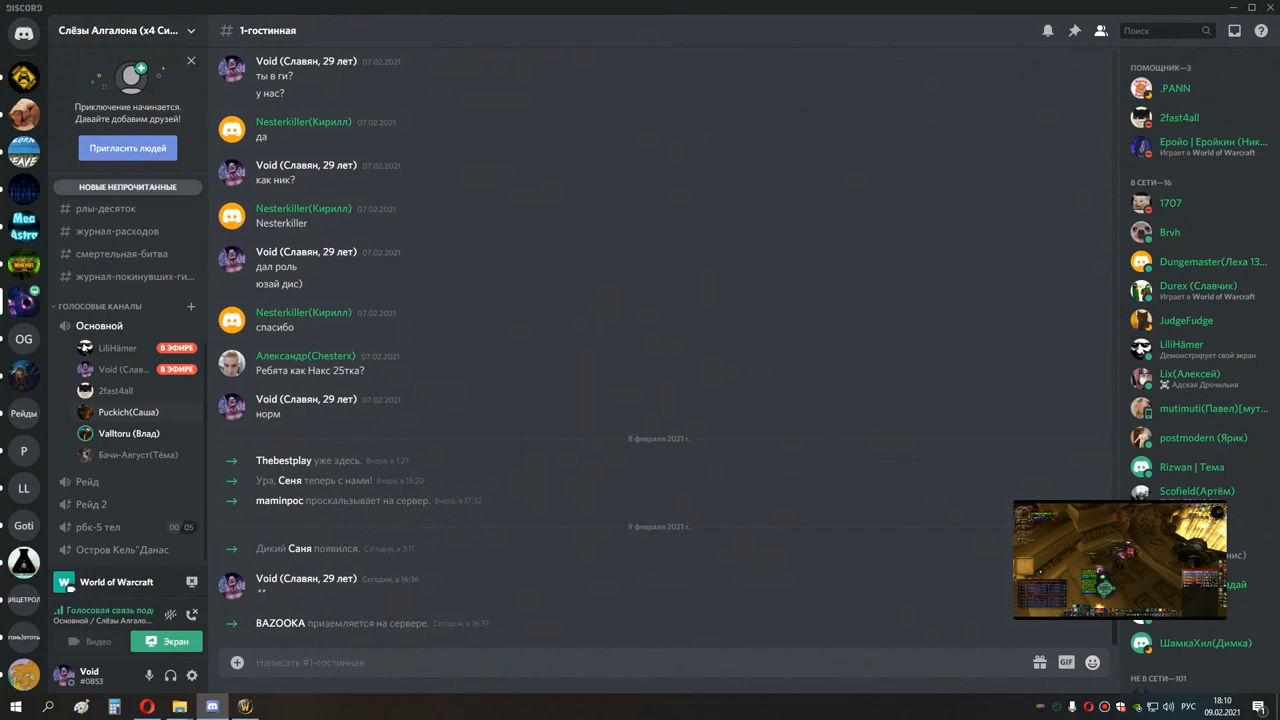 DISCORD
Слёзы Алгалона (x4 Си...
1-гостинная
Поиск
Приключение начинается.
Давайте добавим друзей!
Пригласить людей
НОВЫЕ НЕПРОЧИТАННЫЕ
рлы-десяток
журнал-расходов
смертельная-битва
журнал-покинувших-ги...
ГОЛОСОВЫЕ КАНАЛЫ
Основной
LiliHämer В ЭФИРЕ
Void (Слав... В ЭФИРЕ
2fast4all
Puckich(Саша)
Valltoru (Влад)
Бачи-Август(Тёма)
Рейд
Рейд 2
рбк-5 тел 00 05
Остров Кель"Данас
World of Warcraft
Голосовая связь под
Основной / Слёзы Алгало...
Видео
Экран
Void
#0853
Mea
Astro
OG
Рейды
P
LL
Goti
Void (Славян, 29 лет) 07.02.2021
ты в ги?
у нас?
Nesterkiller(Кирилл) 07.02.2021
да
Void (Славян, 29 лет) 07.02.2021
как ник?
Nesterkiller(Кирилл) 07.02.2021
Nesterkiller
Void (Славян, 29 лет) 07.02.2021
дал роль
юзай дис)
Nesterkiller(Кирилл) 07.02.2021
спасибо
Александр(Chesterx) 07.02.2021
Ребята как Накс 25тка?
Void (Славян, 29 лет) 07.02.2021
норм
8 февраля 2021 г.
Thebestplay уже здесь. Вчера, в 1:27
Ура, Сеня теперь с нами! Вчера, в 15:20
maminpoc проскальзывает на сервер. Вчера, в 17:32
9 февраля 2021 г.
Дикий Саня появился. Сегодня, в 3:11
Void (Славян, 29 лет) Сегодня, в 16:36
**
BAZOOKA приземляется на сервере. Сегодня, в 16:37
Написать #1-гостинная
GIF
ПОМОЩНИК—3
.PANN
2fast4all
Еройо | Еройкин (Ник...
Играет в World of Warcraft
В СЕТИ—16
1707
Brvh
Dungemaster(Леха 13...
Durex (Славчик)
Играет в World of Warcraft
JudgeFudge
LiliHämer
Демонстрирует свой экран
Lix(Алексей)
Адская Дрочильня
mutimuti(Павел)[мут...
postmodern (Ярик)
Rizwan | Тема
Scofield(Артём)
ШамкаХил(Димка)
НЕ В СЕТИ—101
РУС
18:10
09.02.2021